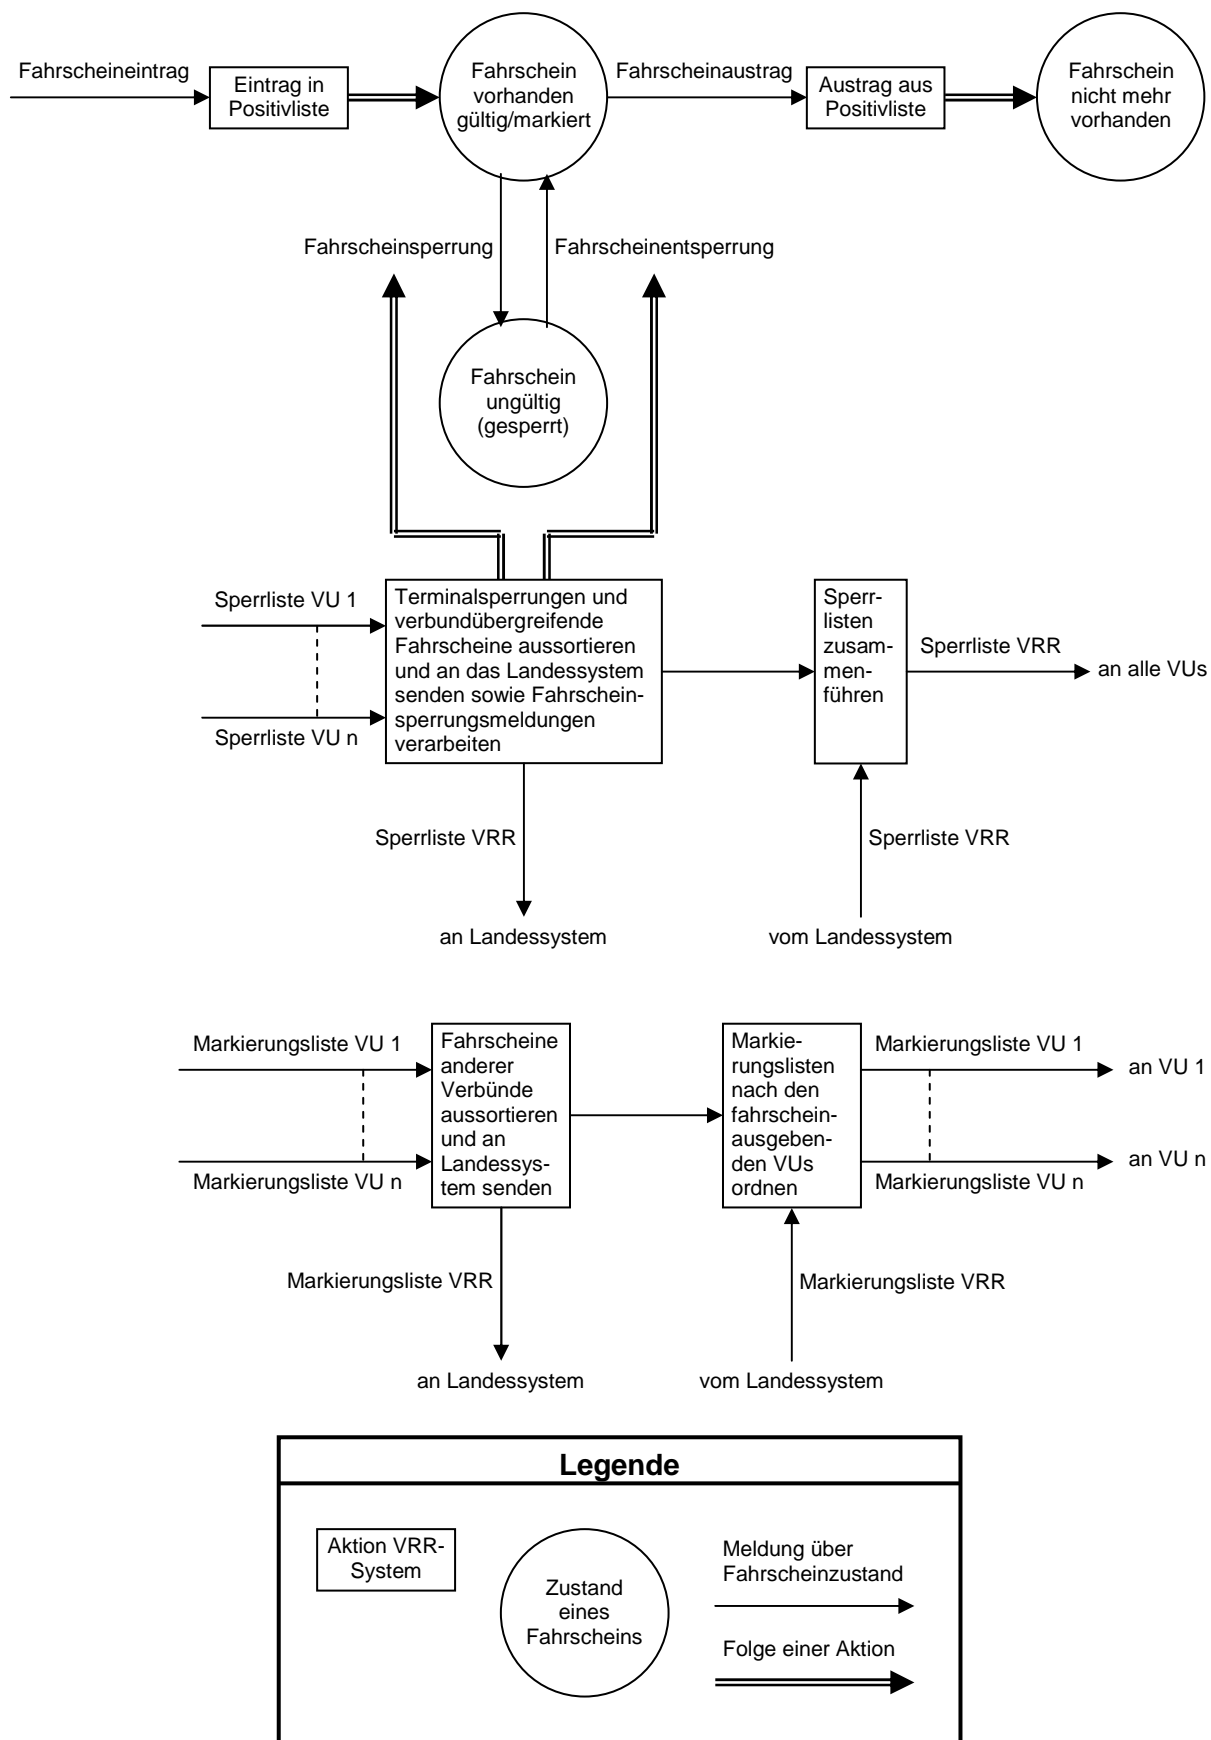 Fahrscheineintrag
Eintrag in
Positivliste
Fahrschein
vorhanden
gültig/markiert
Fahrscheinaustrag
Austrag aus
Positivliste
Fahrschein
nicht mehr
vorhanden
Fahrscheinsperrung
Fahrscheinentsperrung
Fahrschein
ungültig
(gesperrt)
Sperrliste VU 1
Sperrliste VU n
Terminalsperrungen und
verbundübergreifende
Fahrscheine aussortieren
und an das Landessystem
senden sowie Fahrschein-
sperrungsmeldungen
verarbeiten
Sperr-
listen
zusam-
men-
führen
Sperrliste VRR
an alle VUs
Sperrliste VRR
Sperrliste VRR
an Landessystem
vom Landessystem
Markierungsliste VU 1
Markierungsliste VU n
Fahrscheine
anderer
Verbünde
aussortieren
und an
Landessys-
tem senden
Markie-
rungslisten
nach den
fahrschein-
ausgeben-
den VUs
ordnen
Markierungsliste VU 1
an VU 1
Markierungsliste VU n
an VU n
Markierungsliste VRR
Markierungsliste VRR
an Landessystem
vom Landessystem
Legende
Aktion VRR-
System
Zustand
eines
Fahrscheins
Meldung über
Fahrscheinzustand
Folge einer Aktion